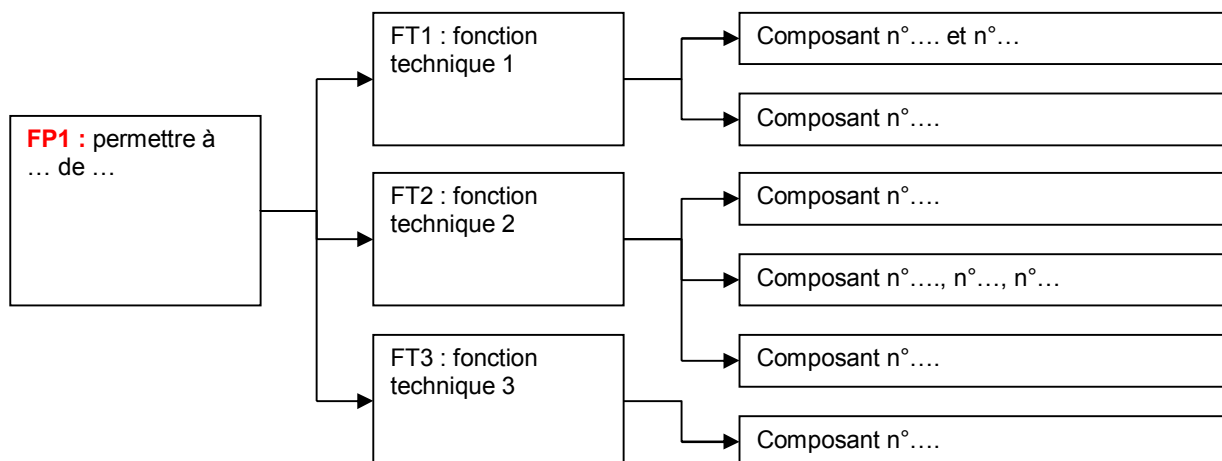 FP1 : permettre à
… de …
FT1 : fonction
technique 1
Composant n°…. et n°…
Composant n°….
FT2 : fonction
technique 2
Composant n°….
Composant n°…., n°…, n°…
Composant n°….
FT3 : fonction
technique 3
Composant n°….